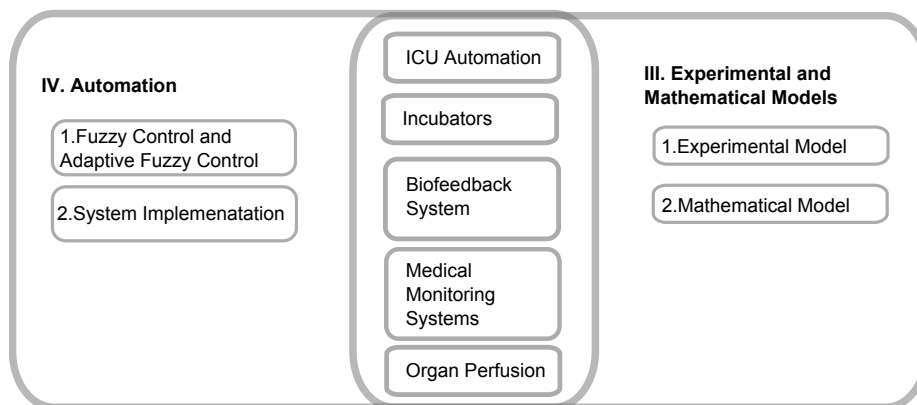 IV. Automation
1.Fuzzy Control and
Adaptive Fuzzy Control
2.System Implemenatation
ICU Automation
Incubators
Biofeedback
System
Medical
Monitoring
Systems
Organ Perfusion
III. Experimental and
Mathematical Models
1.Experimental Model
2.Mathematical Model